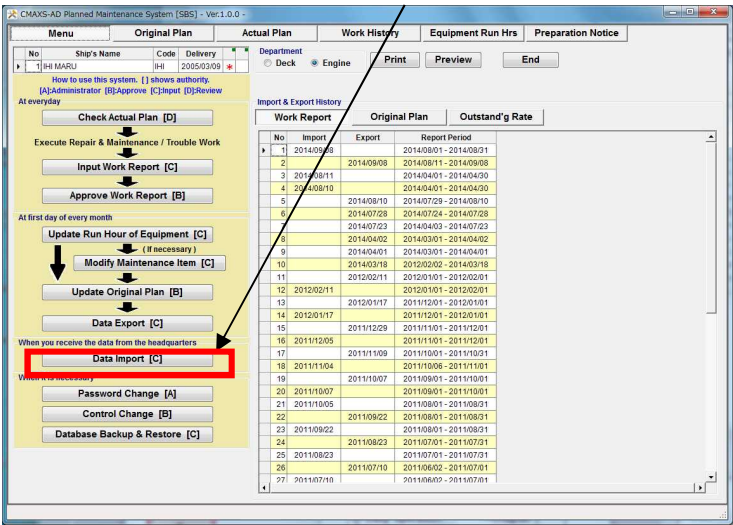 CMAXS-AD Planned Maintenance System [SBS] - Ver.1.0.0 -
Menu Original Plan Actual Plan Work History Equipment Run Hrs Preparation Notice
No Ship's Name Code Delivery
1 IHI MARU IHI 2005/03/09 *
Department
Deck Engine Print Preview End
How to use this system. [ ] shows authority.
[A]:Administrator [B]:Approve [C]:Input [D]:Review
At everyday
Check Actual Plan [D]
Execute Repair & Maintenance / Trouble Work
Input Work Report [C]
Approve Work Report [B]
At first day of every month
Update Run Hour of Equipment [C]
( If necessary )
Modify Maintenance Item [C]
Update Original Plan [B]
Data Export [C]
When you receive the data from the headquarters
Data Import [C]
When it is necessary
Password Change [A]
Control Change [B]
Database Backup & Restore [C]
Import & Export History
Work Report Original Plan Outstand'g Rate
No Import Export Report Period
1 2014/09/08 2014/08/01 - 2014/08/31
2 2014/09/08 2014/08/11 - 2014/09/08
3 2014/08/11 2014/04/01 - 2014/04/30
4 2014/08/10 2014/04/01 - 2014/04/30
5 2014/08/10 2014/07/29 - 2014/08/10
6 2014/07/28 2014/07/24 - 2014/07/28
7 2014/07/23 2014/04/03 - 2014/07/23
8 2014/04/02 2014/03/01 - 2014/04/02
9 2014/04/01 2014/03/01 - 2014/04/01
10 2014/03/18 2012/02/02 - 2014/03/18
11 2012/02/11 2012/01/01 - 2012/02/01
12 2012/02/11 2012/01/01 - 2012/02/01
13 2012/01/17 2011/12/01 - 2012/01/01
14 2012/01/17 2011/12/01 - 2012/01/01
15 2011/12/29 2011/11/01 - 2011/12/01
16 2011/12/05 2011/11/01 - 2011/12/01
17 2011/11/09 2011/10/01 - 2011/10/31
18 2011/11/04 2011/10/06 - 2011/11/01
19 2011/10/07 2011/09/01 - 2011/10/01
20 2011/10/07 2011/09/01 - 2011/10/01
21 2011/10/05 2011/08/01 - 2011/08/31
22 2011/09/22 2011/08/01 - 2011/08/31
23 2011/09/22 2011/08/01 - 2011/08/31
24 2011/08/23 2011/07/01 - 2011/07/31
25 2011/08/23 2011/07/01 - 2011/07/31
26 2011/07/10 2011/06/02 - 2011/07/01
27 2011/07/10 2011/06/02 - 2011/07/01